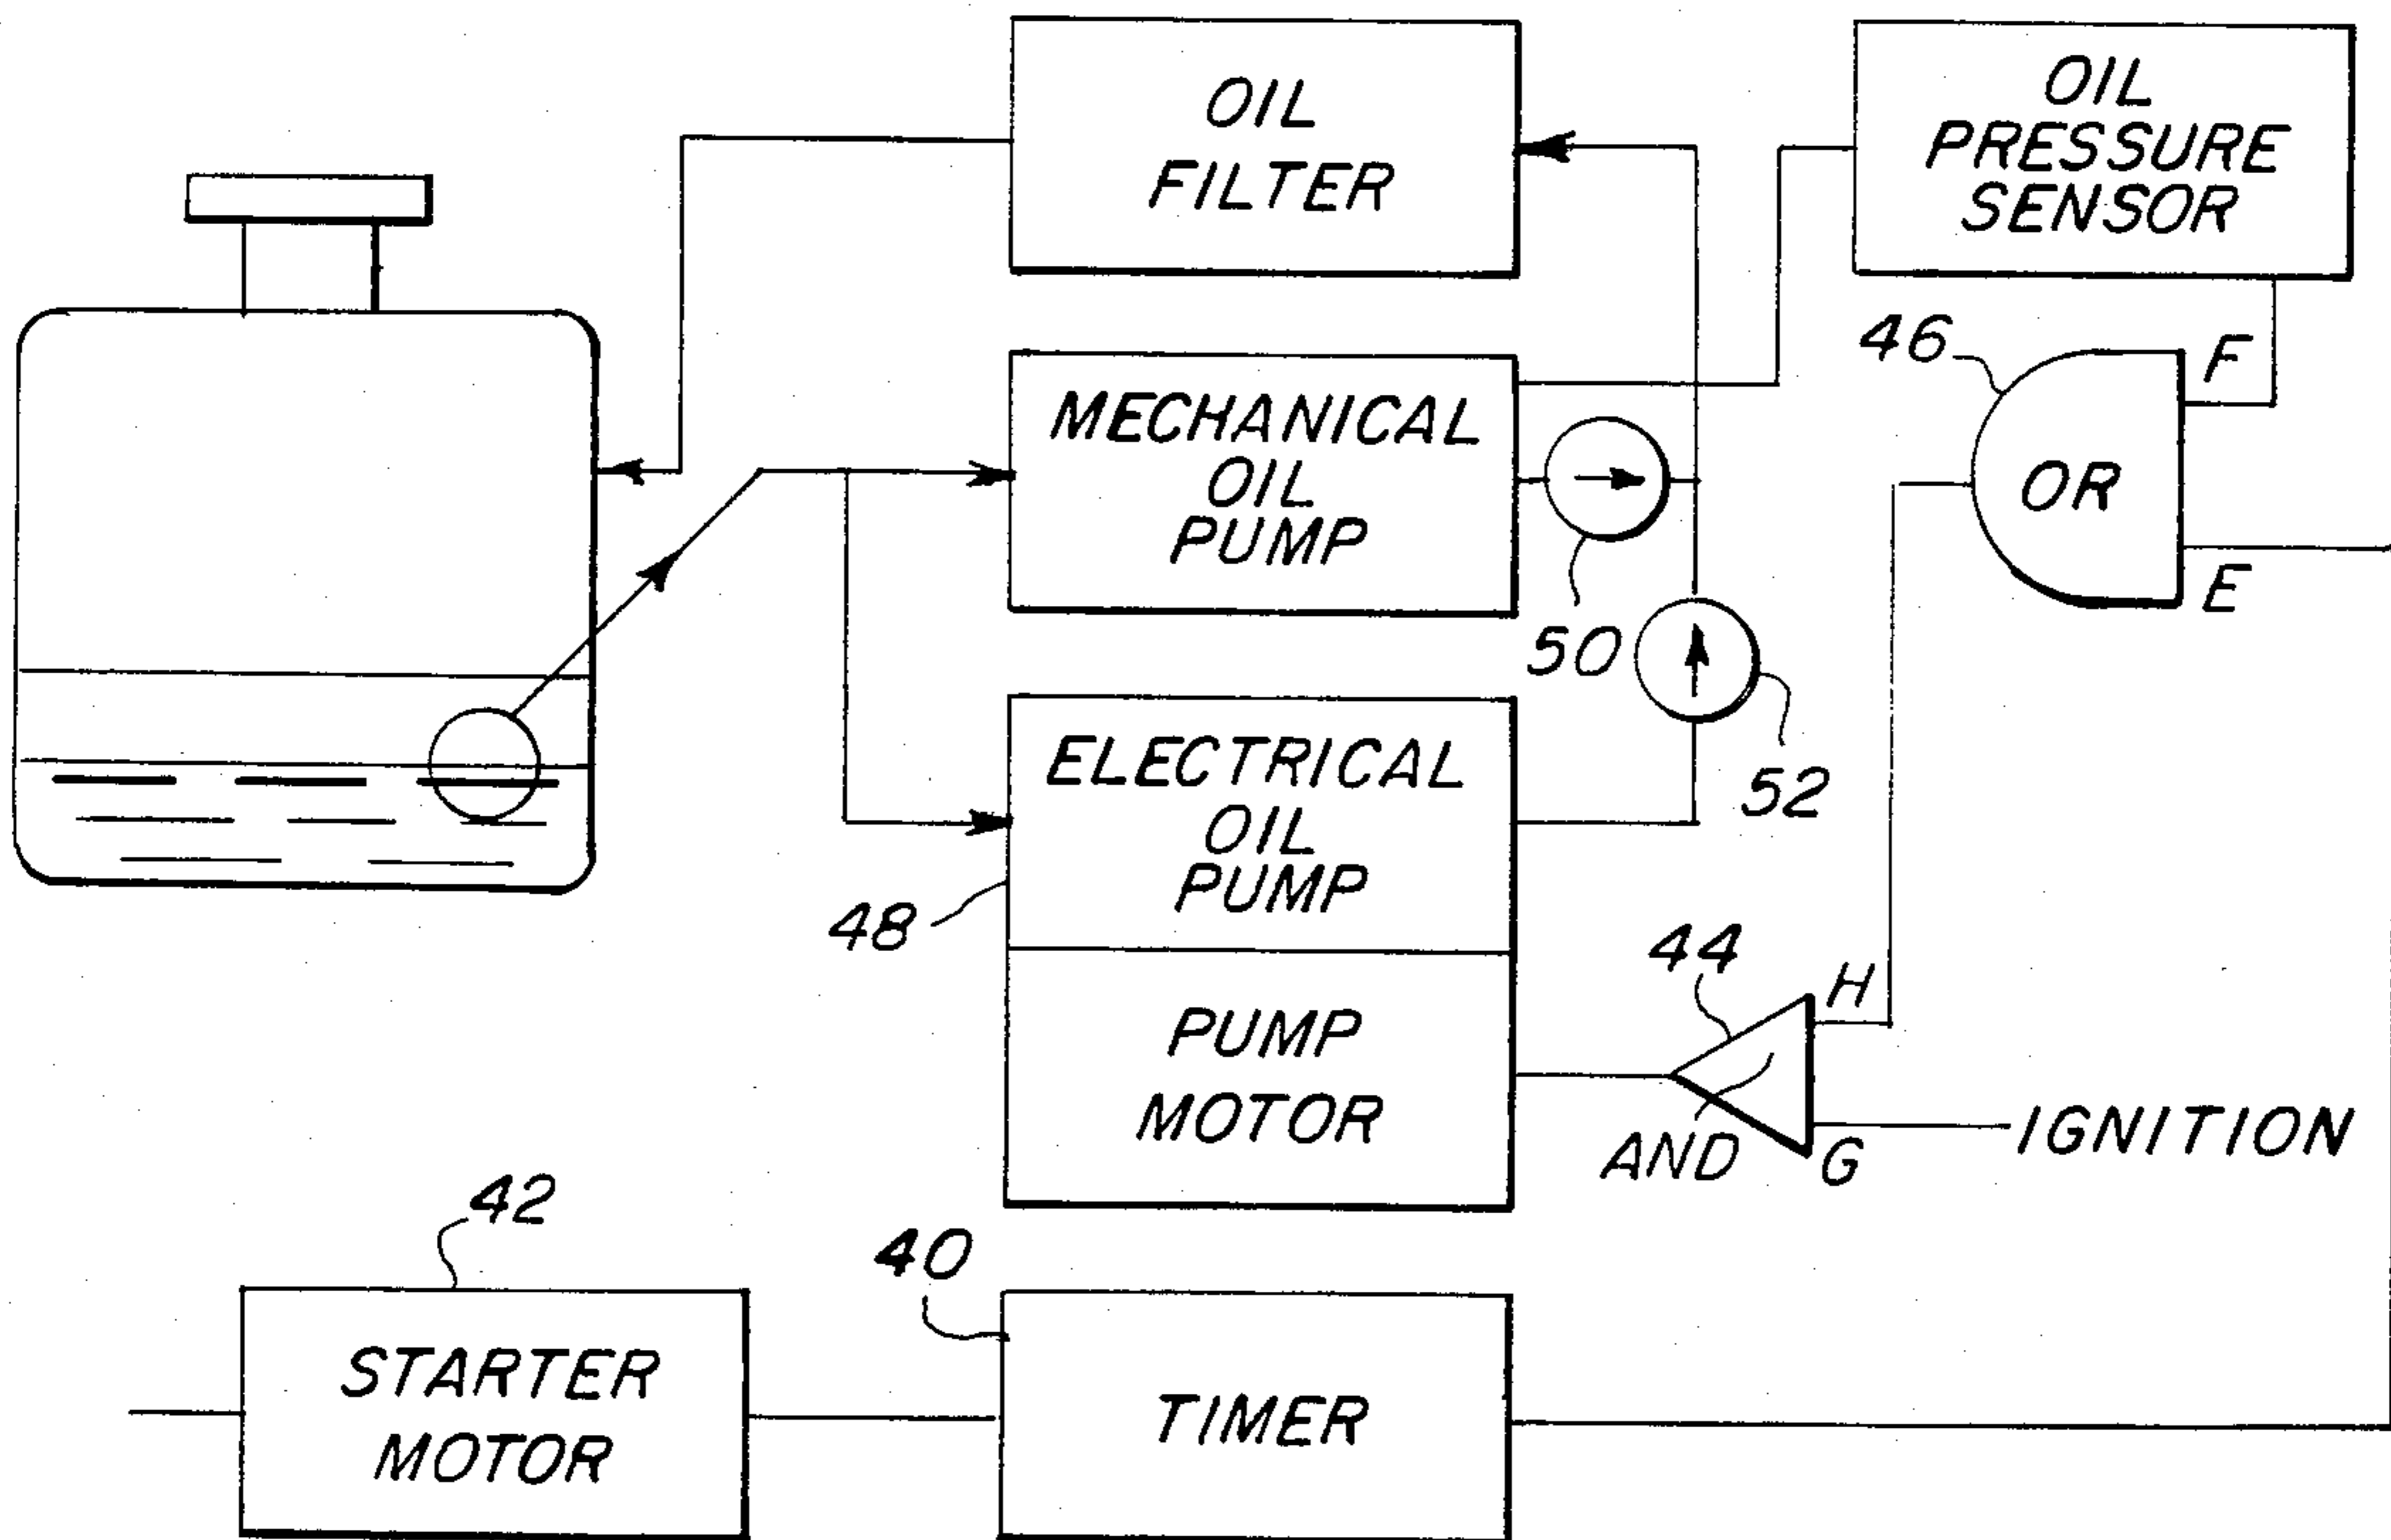 OIL
FILTER
OIL
PRESSURE
SENSOR
46
F
MECHANICAL
OIL
PUMP
OR
E
50
52
ELECTRICAL
OIL
PUMP
48
44
H
PUMP
MOTOR
AND
G
IGNITION
42
40
STARTER
MOTOR
TIMER